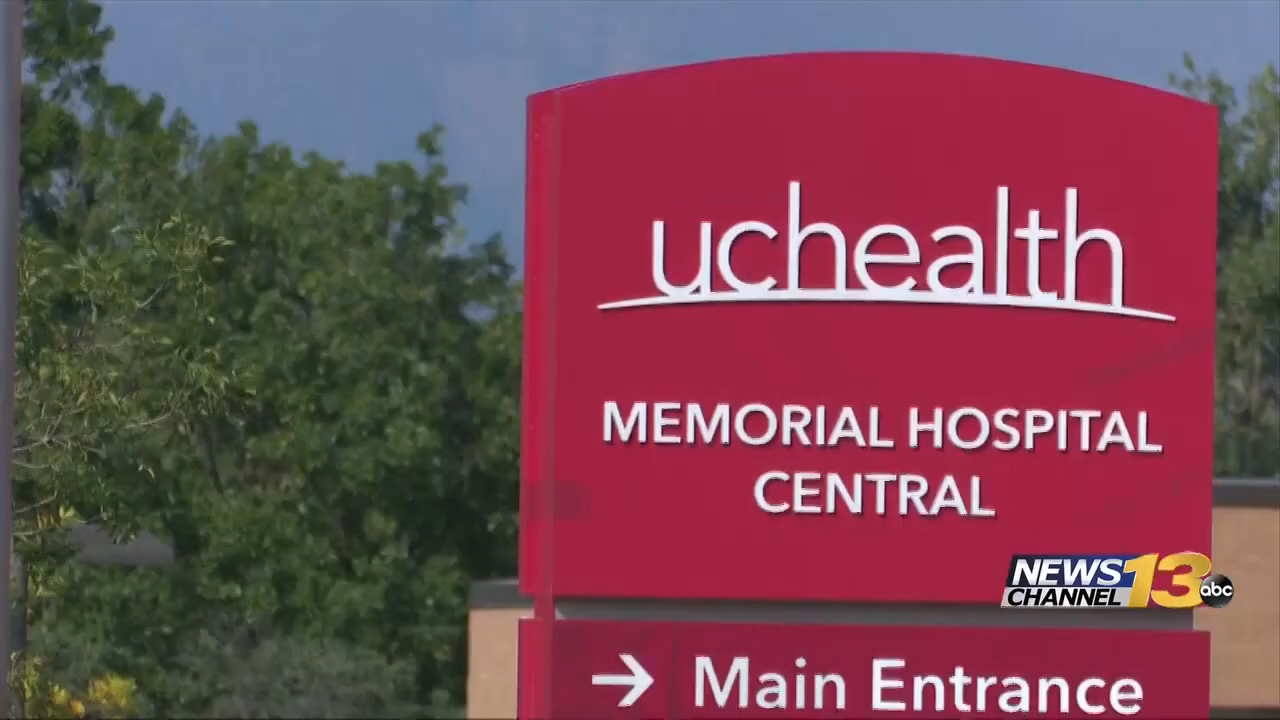 uchealth
MEMORIAL HOSPITAL
CENTRAL
NEWS
CHANNEL 13 abc
→ Main Entrance